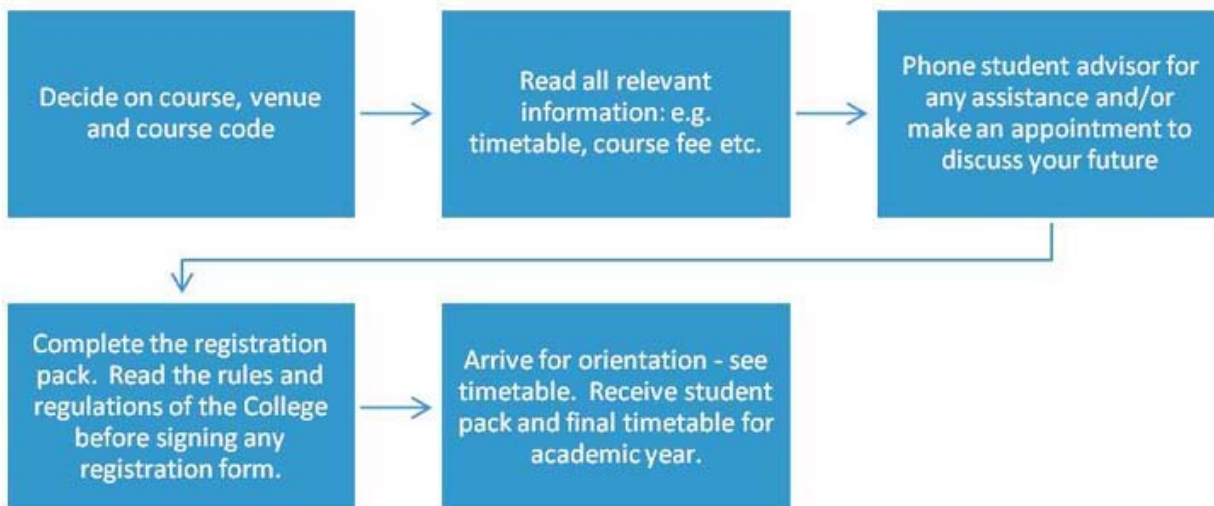 Decide on course, venue
and course code
Read all relevant
information: e.g.
timetable, course fee etc.
Phone student advisor for
any assistance and/or
make an appointment to
discuss your future
Complete the registration
pack. Read the rules and
regulations of the College
before signing any
registration form.
Arrive for orientation - see
timetable. Receive student
pack and final timetable for
academic year.